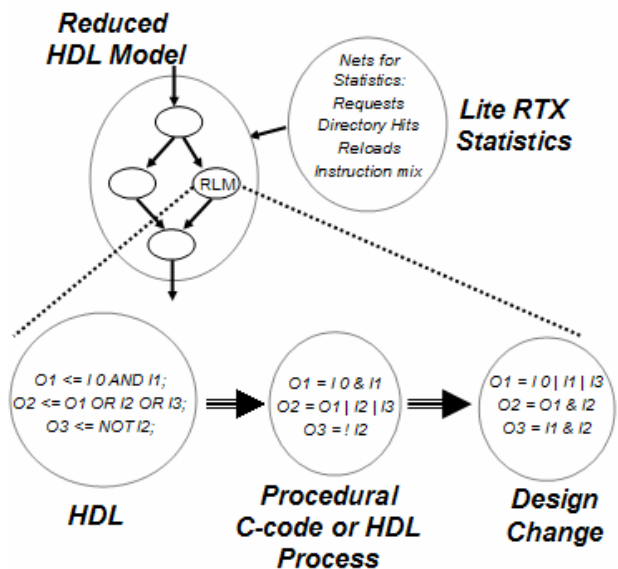 Reduced
HDL Model
Nets for
Statistics:
Requests
Directory Hits
Reloads
Instruction mix
Lite RTX
Statistics
RLM
O1 <= I 0 AND I1;
O2 <= O1 OR I2 OR I3;
O3 <= NOT I2;
O1 = I 0 & I1
O2 = O1 | I2 | I3
O3 = ! I2
O1 = I 0 | I1 | I3
O2 = O1 & I2
O3 = I1 & I2
HDL
Procedural
C-code or HDL
Process
Design
Change